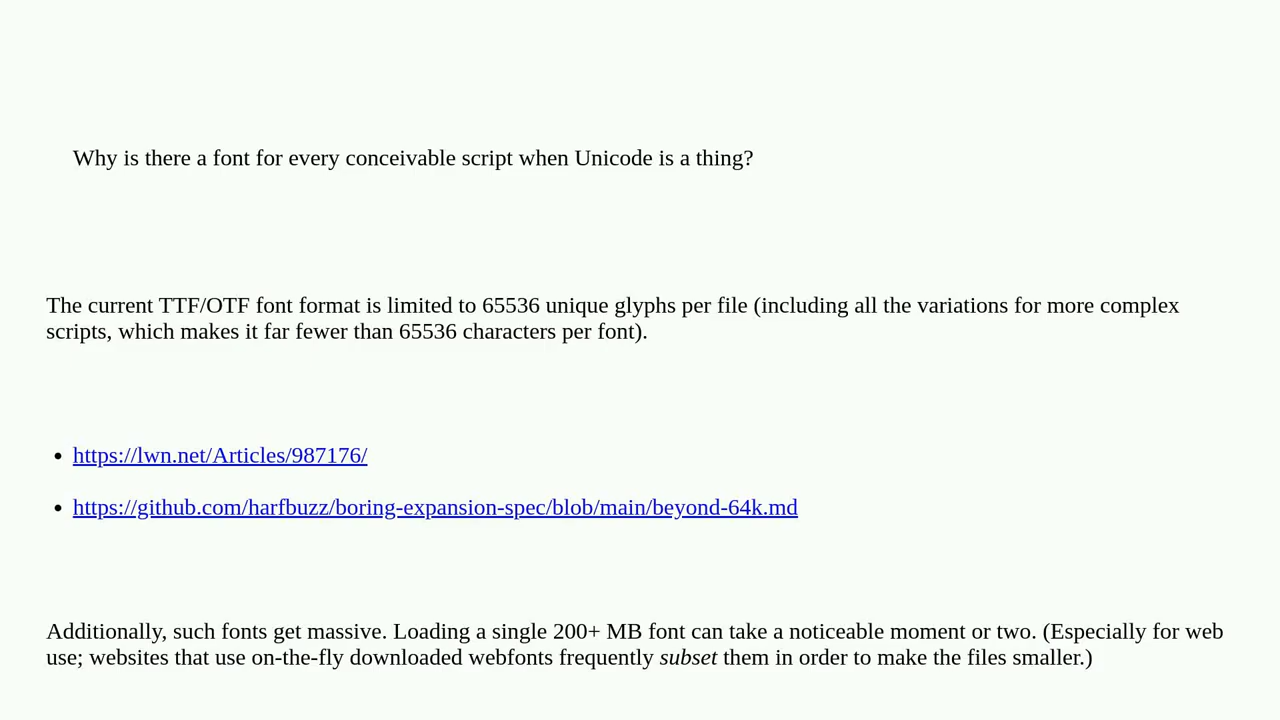 Why is there a font for every conceivable script when Unicode is a thing?
The current TTF/OTF font format is limited to 65536 unique glyphs per file (including all the variations for more complex
scripts, which makes it far fewer than 65536 characters per font).
• https://lwn.net/Articles/987176/
• https://github.com/harfbuzz/boring-expansion-spec/blob/main/beyond-64k.md
Additionally, such fonts get massive. Loading a single 200+ MB font can take a noticeable moment or two. (Especially for web
use; websites that use on-the-fly downloaded webfonts frequently subset them in order to make the files smaller.)